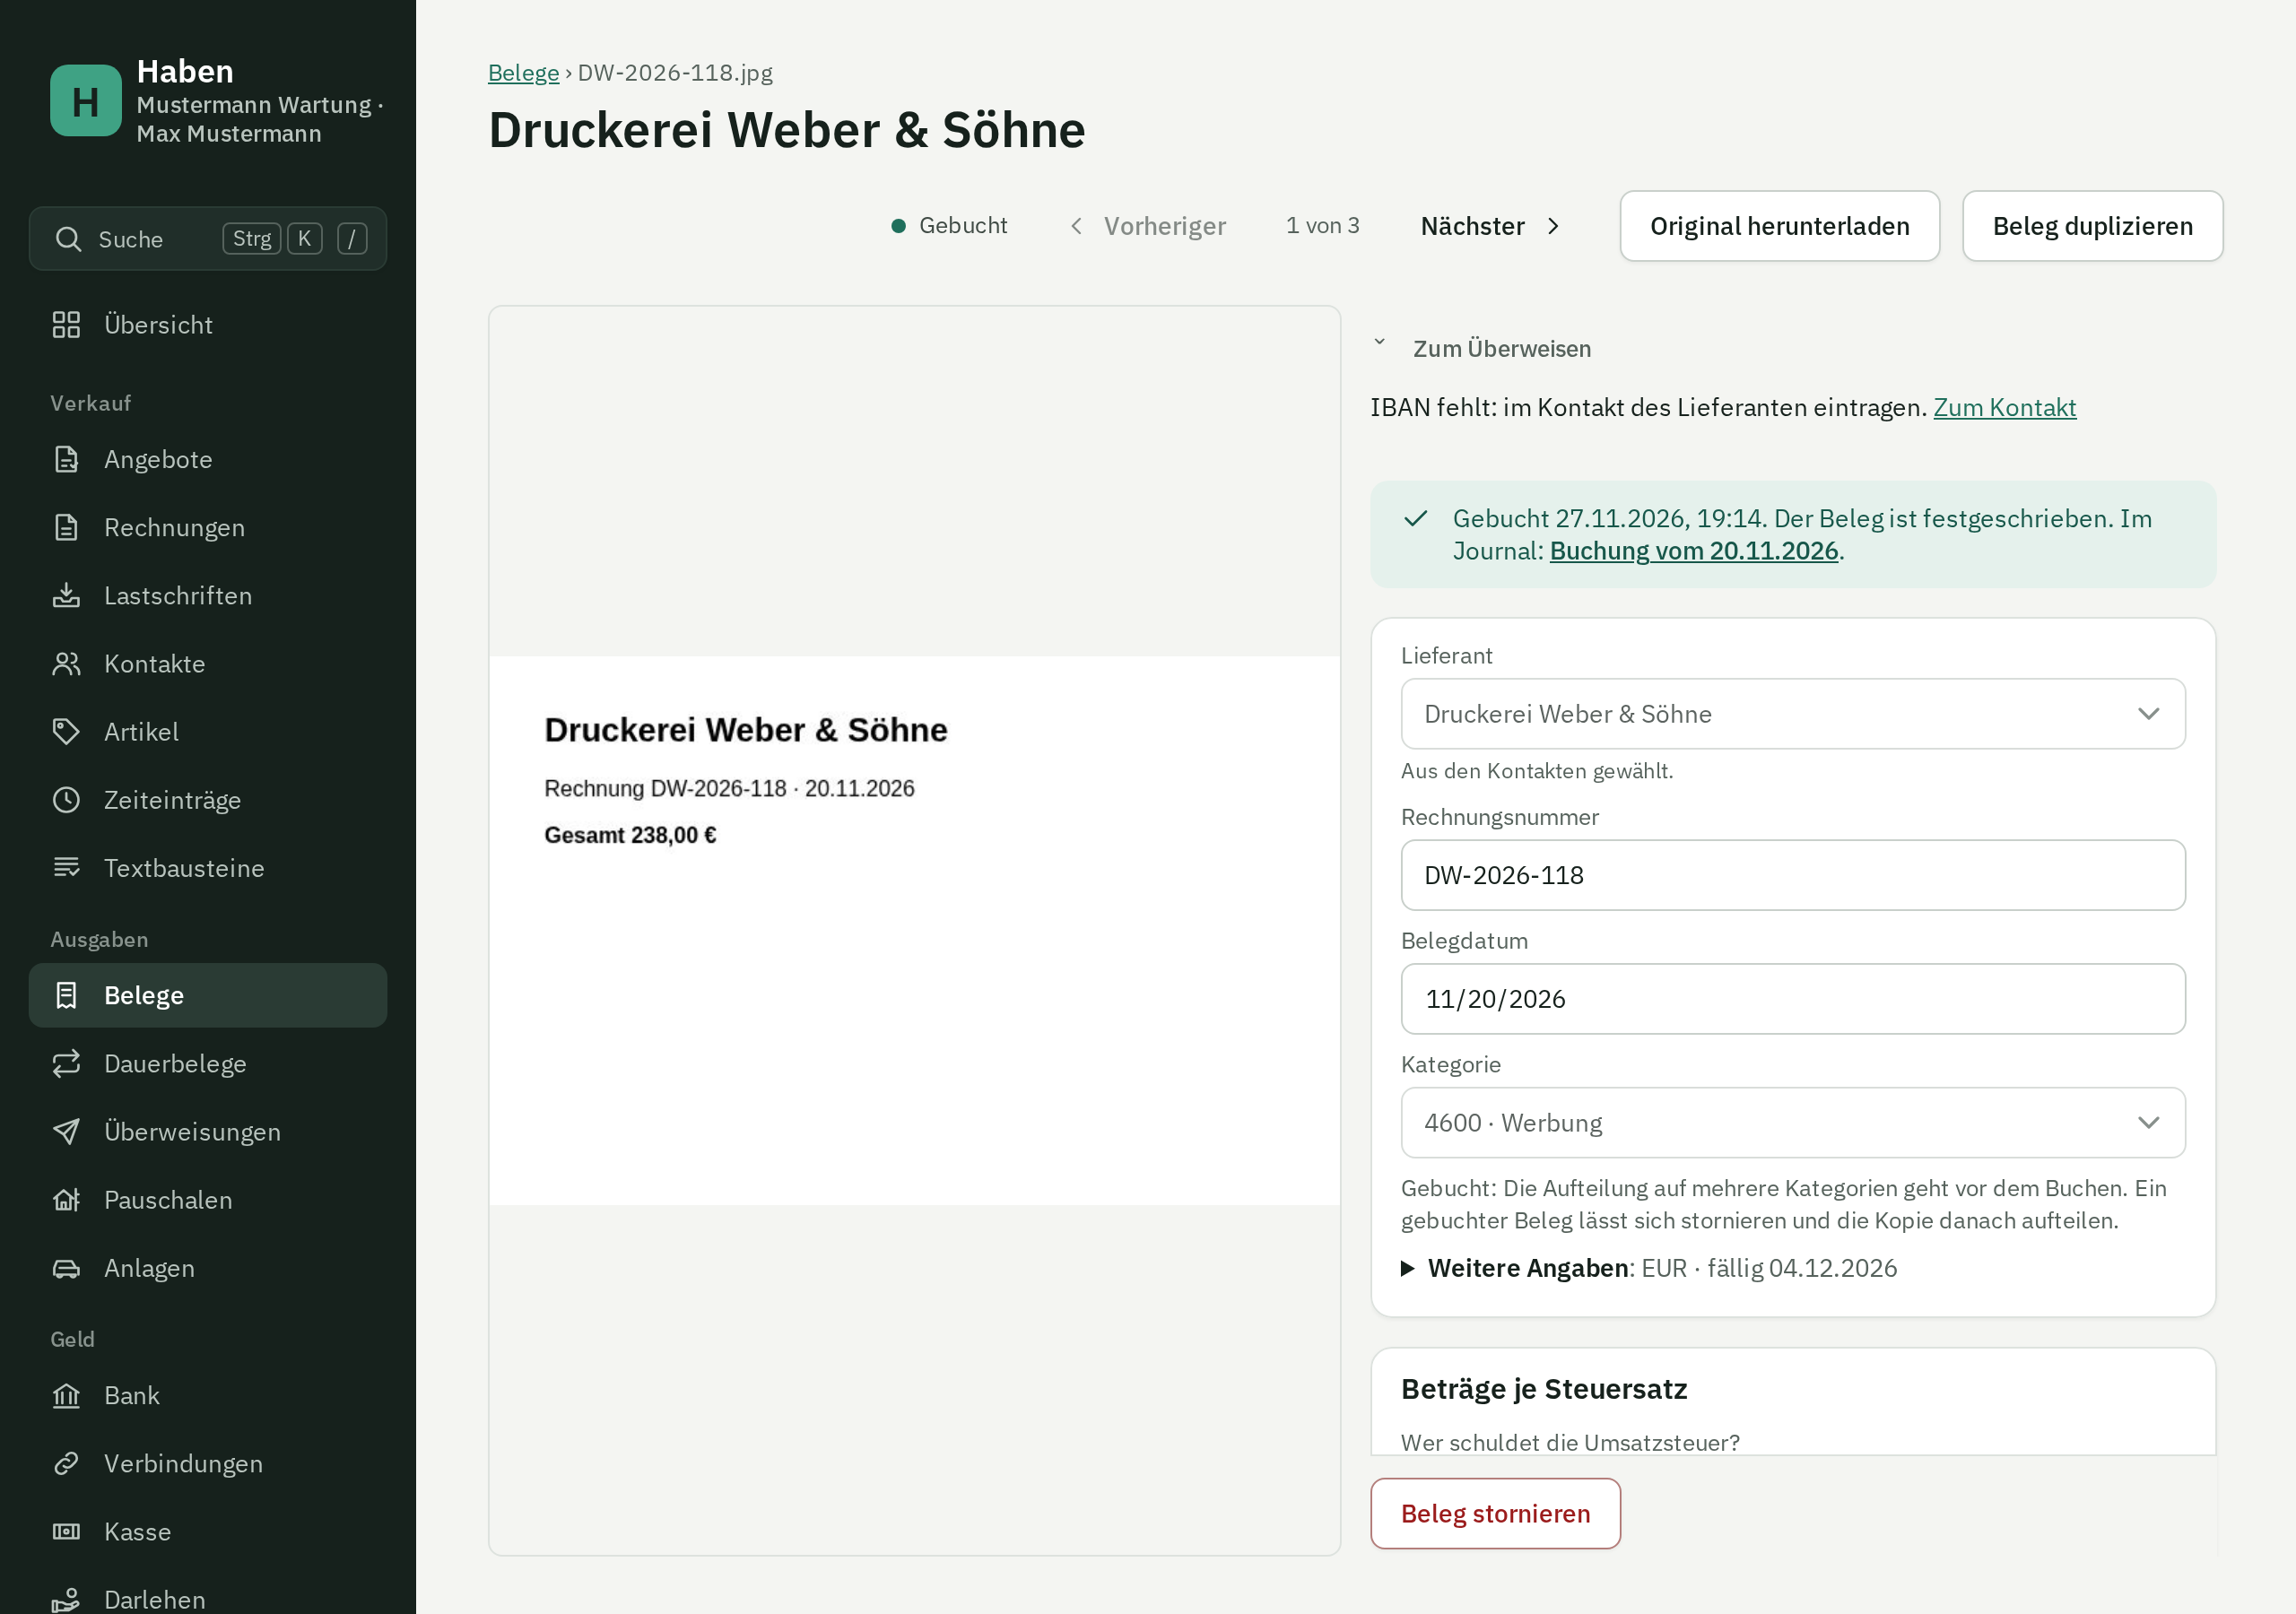 H
Haben
Mustermann Wartung ·
Max Mustermann
Suche Strg K /
Übersicht
Verkauf
Angebote
Rechnungen
Lastschriften
Kontakte
Artikel
Zeiteinträge
Textbausteine
Ausgaben
Belege
Dauerbelege
Überweisungen
Pauschalen
Anlagen
Geld
Bank
Verbindungen
Kasse
Darlehen
Belege › DW-2026-118.jpg
Druckerei Weber & Söhne
Gebucht Vorheriger 1 von 3 Nächster Original herunterladen Beleg duplizieren
Druckerei Weber & Söhne
Rechnung DW-2026-118 · 20.11.2026
Gesamt 238,00 €
Zum Überweisen
IBAN fehlt: im Kontakt des Lieferanten eintragen. Zum Kontakt
Gebucht 27.11.2026, 19:14. Der Beleg ist festgeschrieben. Im
Journal: Buchung vom 20.11.2026.
Lieferant
Druckerei Weber & Söhne
Aus den Kontakten gewählt.
Rechnungsnummer
DW-2026-118
Belegdatum
11/20/2026
Kategorie
4600 · Werbung
Gebucht: Die Aufteilung auf mehrere Kategorien geht vor dem Buchen. Ein
gebuchter Beleg lässt sich stornieren und die Kopie danach aufteilen.
Weitere Angaben: EUR · fällig 04.12.2026
Beträge je Steuersatz
Wer schuldet die Umsatzsteuer?
Beleg stornieren